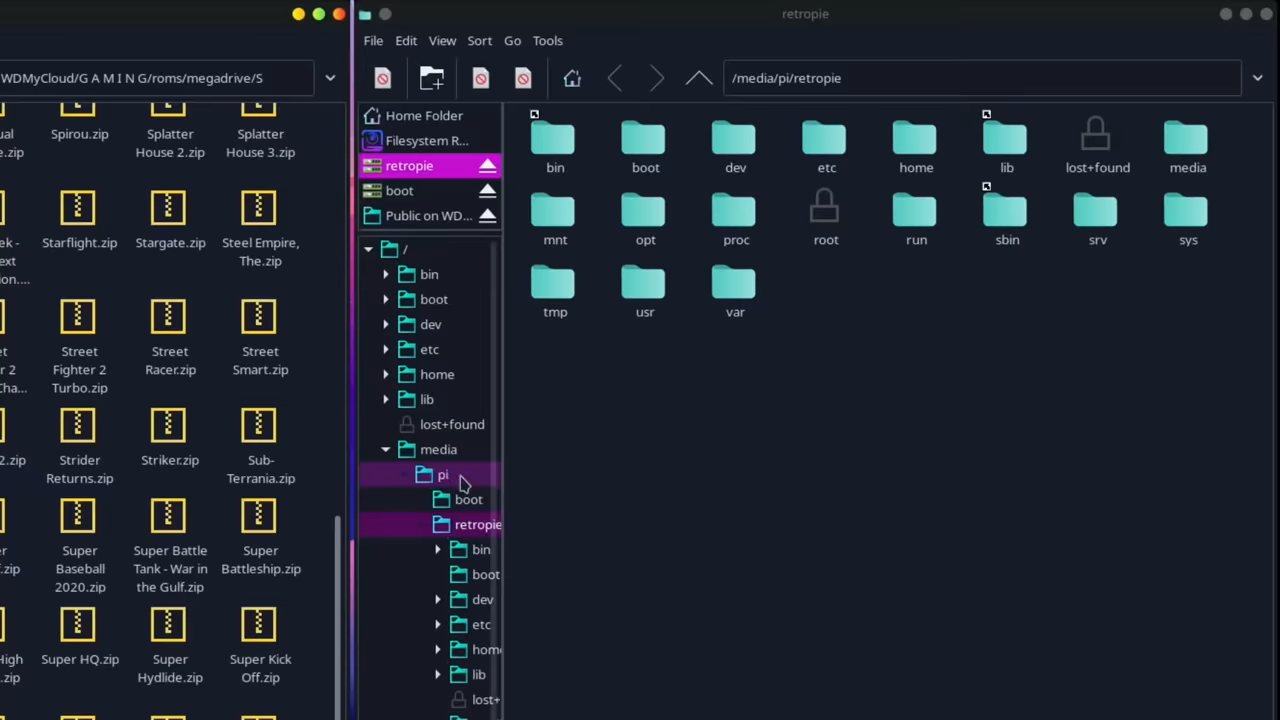 WDMyCloud/G A M I N G/roms/megadrive/S
Spirou.zip
Splatter
House 2.zip
Splatter
House 3.zip
Starflight.zip
Stargate.zip
Steel Empire,
The.zip
Street
Fighter 2
Turbo.zip
Street
Racer.zip
Street
Smart.zip
Strider
Returns.zip
Striker.zip
Sub-
Terrania.zip
Super
Baseball
2020.zip
Super Battle
Tank - War in
the Gulf.zip
Super
Battleship.zip
Super HQ.zip
Super
Hydlide.zip
Super Kick
Off.zip
retropie
File Edit View Sort Go Tools
/media/pi/retropie
Home Folder
Filesystem R...
retropie
boot
Public on WD...
/
bin
boot
dev
etc
home
lib
lost+found
media
pi
boot
retropie
bin
boot
dev
etc
home
lib
lost+
bin boot dev etc home lib lost+found media
mnt opt proc root run sbin srv sys
tmp usr var